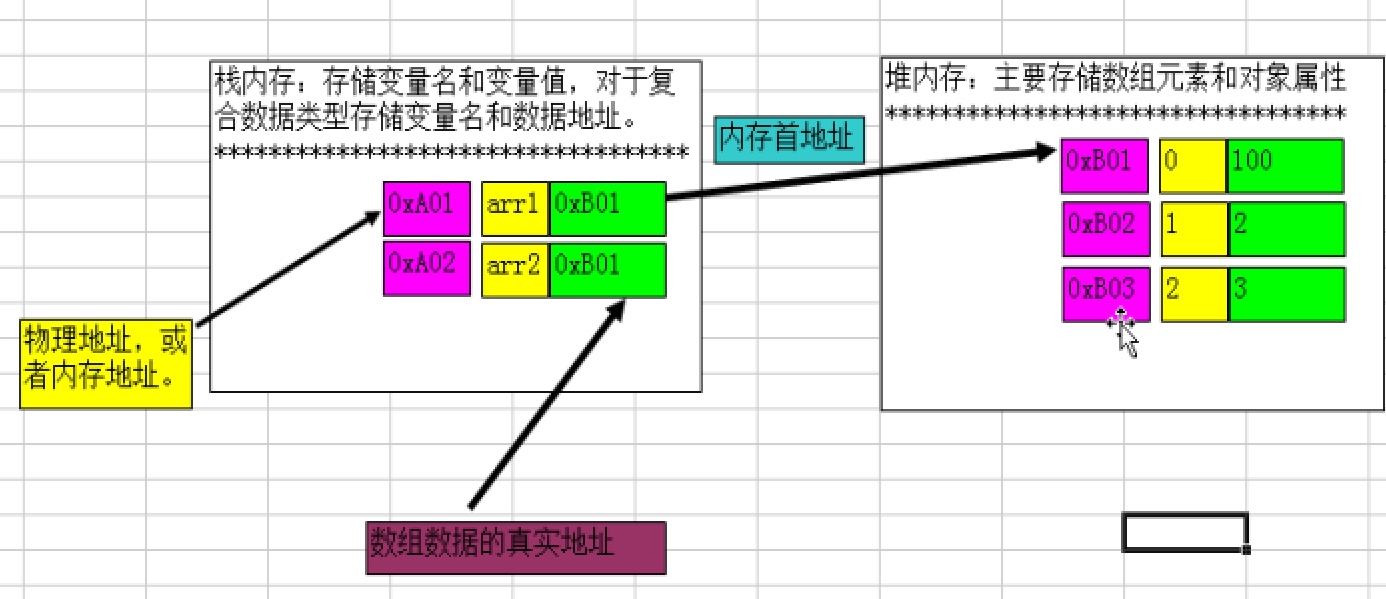 栈内存：存储变量名和变量值，对于复
合数据类型存储变量名和数据地址。
***********************************
0xA01 arr1 0xB01
0xA02 arr2 0xB01
物理地址，或
者内存地址。
数组数据的真实地址
内存首地址
堆内存：主要存储数组元素和对象属性
**********************************
0xB01 0 100
0xB02 1 2
0xB03 2 3